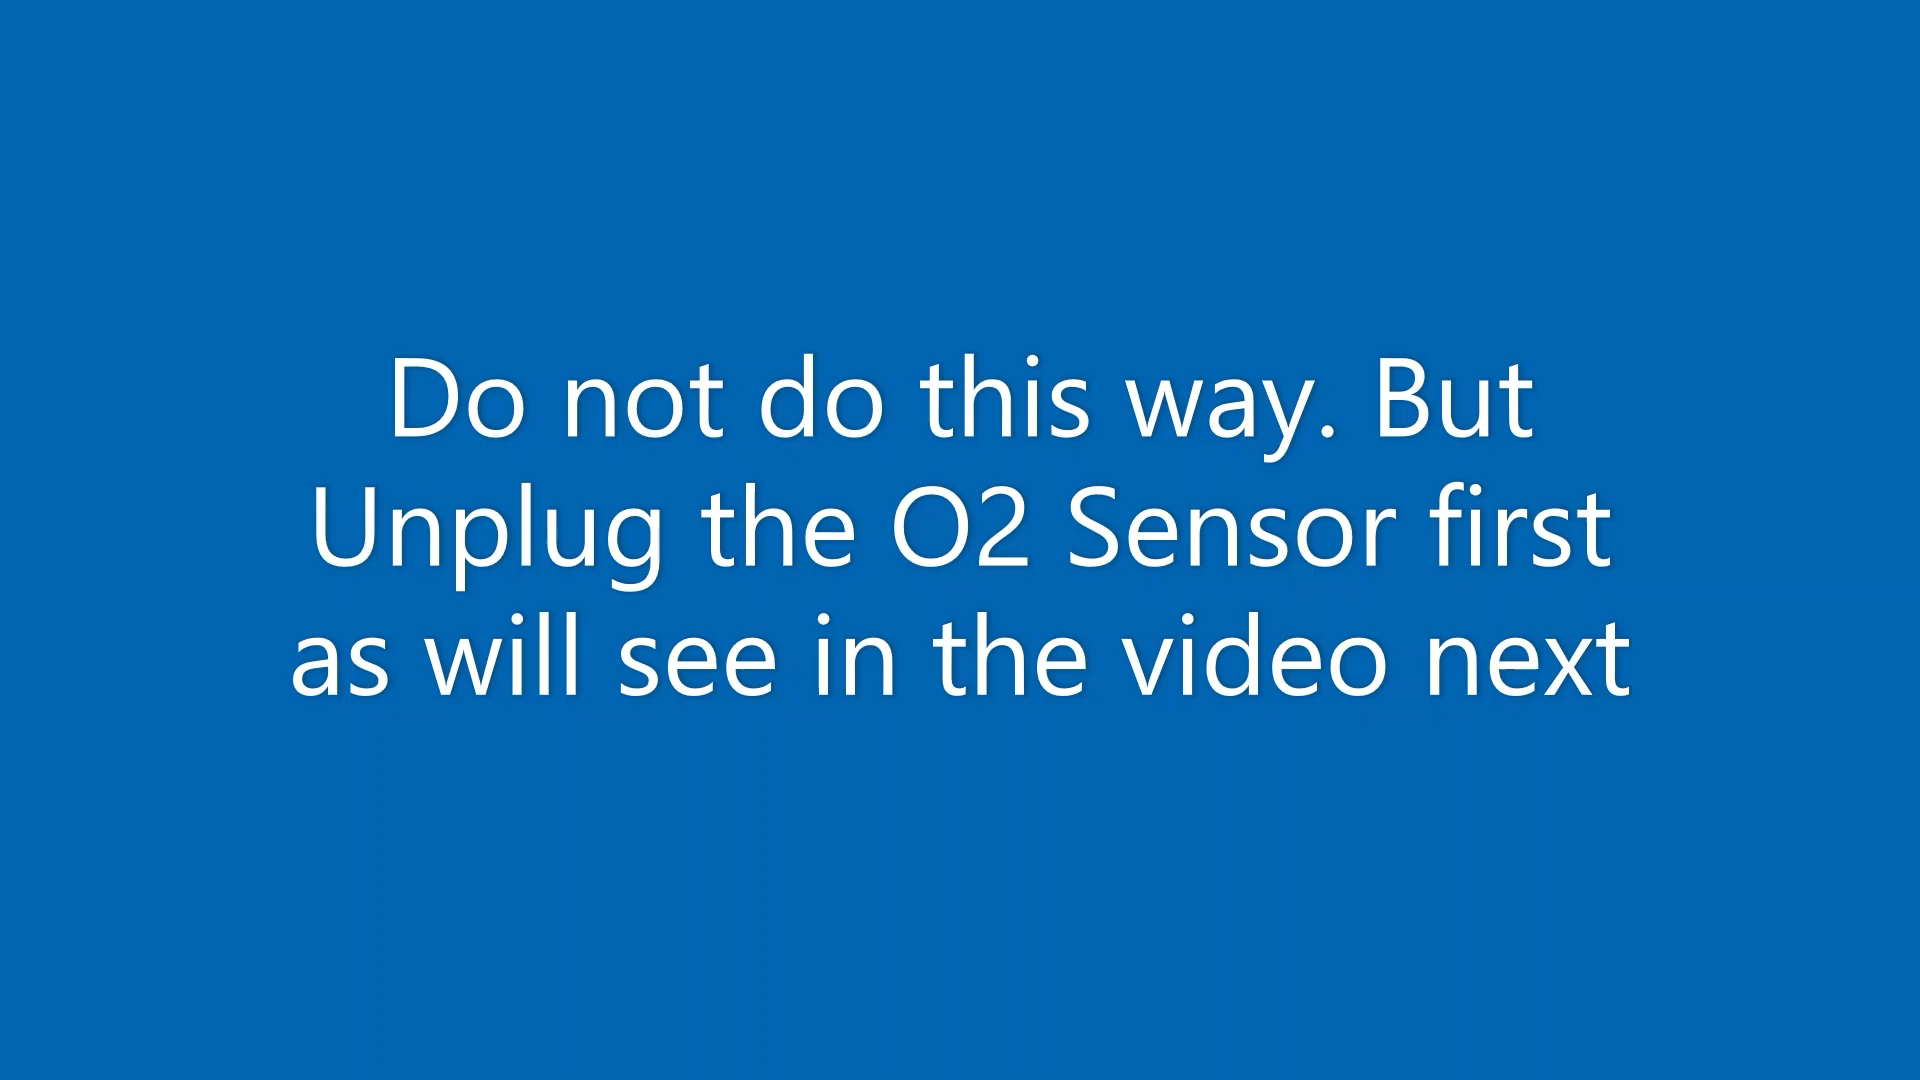 Do not do this way. But
Unplug the O2 Sensor first
as will see in the video next